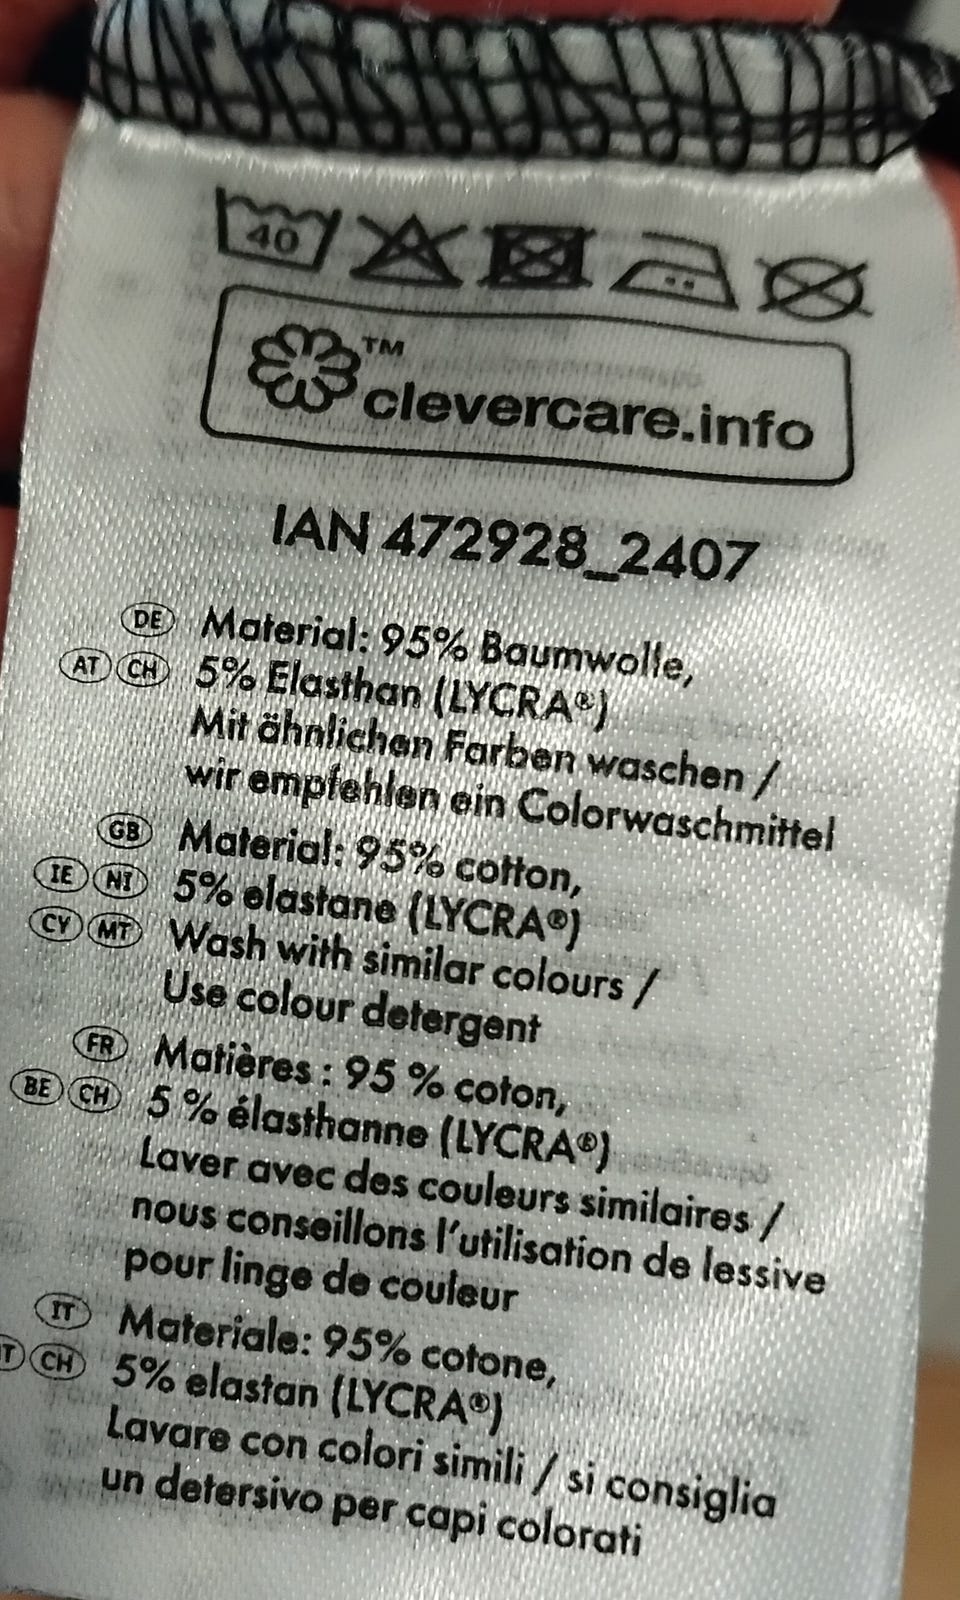 40
™
clevercare.info
IAN 472928_2407
DE Material: 95% Baumwolle,
AT CH 5% Elasthan (LYCRA®)
Mit ähnlichen Farben waschen /
wir empfehlen ein Colorwaschmittel
GB Material: 95% cotton,
IE NI 5% elastane (LYCRA®)
CY MT Wash with similar colours /
Use colour detergent
FR Matières : 95 % coton,
BE CH 5 % élasthanne (LYCRA®)
Laver avec des couleurs similaires /
nous conseillons l'utilisation de lessive
pour linge de couleur
IT Materiale: 95% cotone,
CH 5% elastan (LYCRA®)
Lavare con colori simili / si consiglia
un detersivo per capi colorati